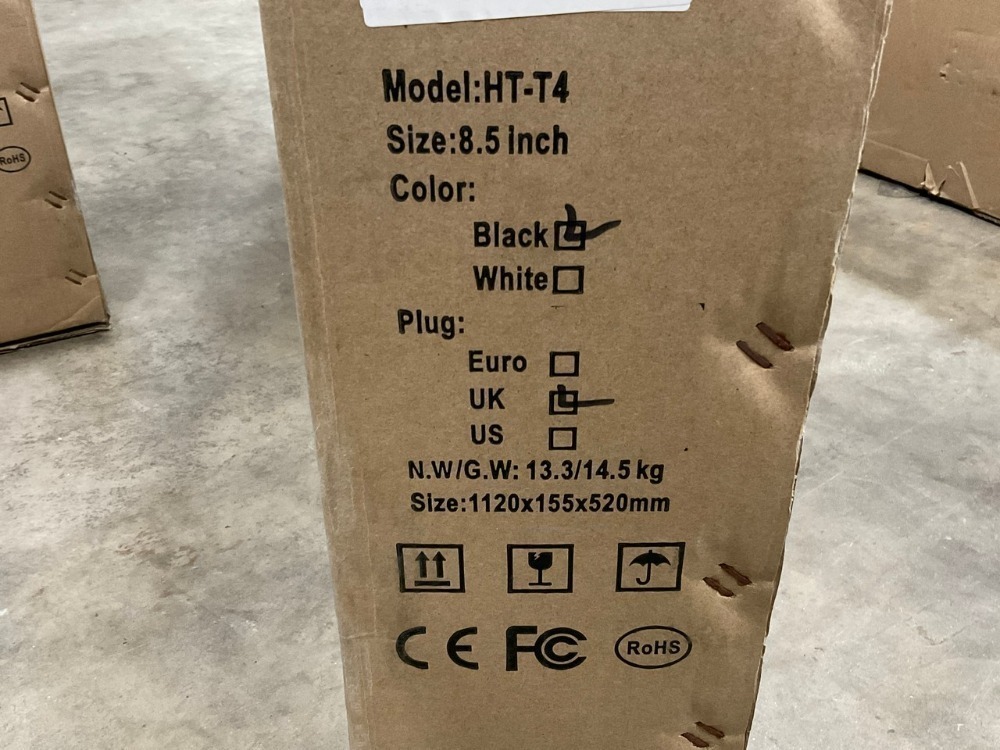 Model:HT-T4
Size:8.5 inch
Color:
Black
White
Plug:
Euro
UK
US
N.W/G.W: 13.3/14.5 kg
Size:1120x155x520mm
CE FC RoHS
RoHS